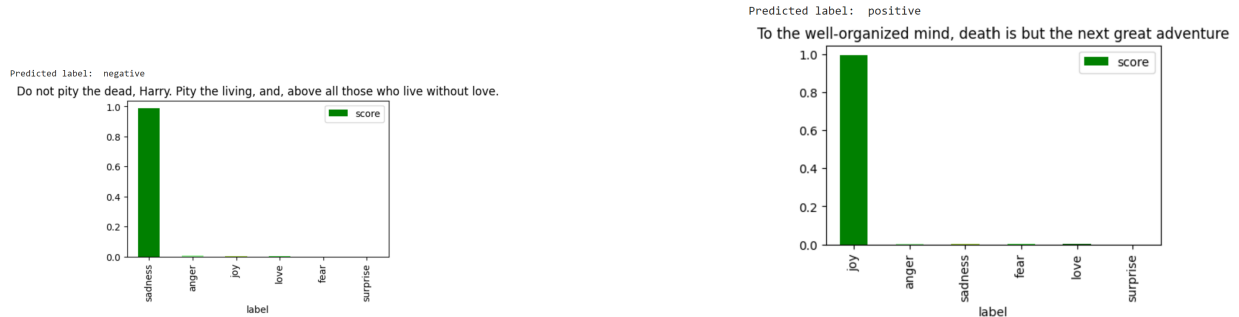 Predicted label:  negative
Do not pity the dead, Harry. Pity the living, and, above all those who live without love.
1.0
0.8
0.6
0.4
0.2
0.0
score
sadness
anger
joy
love
fear
surprise
label
Predicted label:  positive
To the well-organized mind, death is but the next great adventure
1.0
0.8
0.6
0.4
0.2
0.0
score
joy
anger
sadness
fear
love
surprise
label